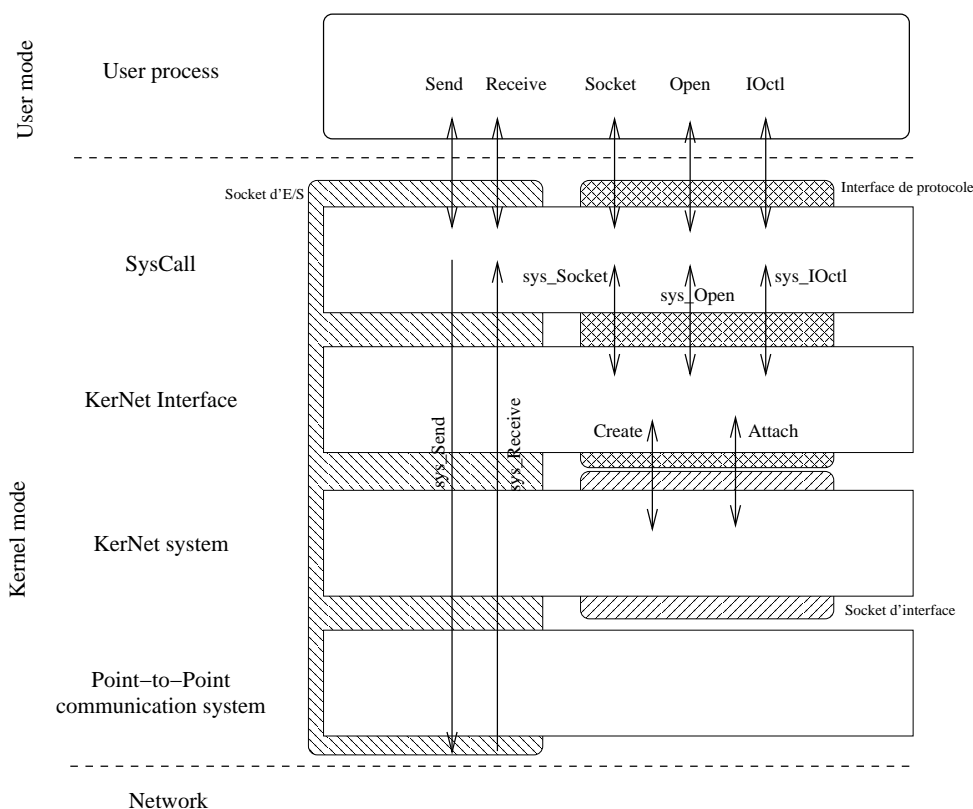 User mode
User process
Send
Receive
Socket
Open
IOctl
Socket d'E/S
Interface de protocole
SysCall
sys_Socket
sys_Open
sys_IOctl
KerNet Interface
Create
Attach
sys_Send
sys_Receive
Kernel mode
KerNet system
Socket d'interface
Point–to–Point
communication system
Network